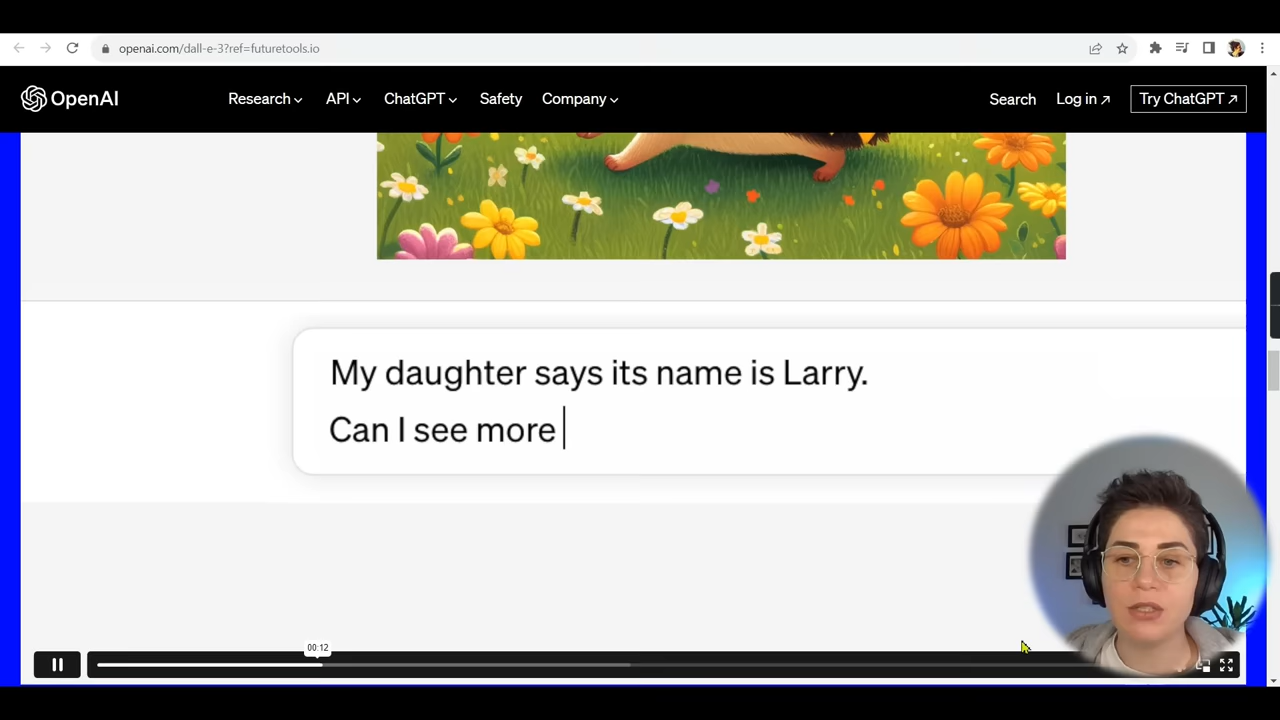 openai.com/dall-e-3?ref=futuretools.io
OpenAI Research API ChatGPT Safety Company Search Log in ↗ Try ChatGPT ↗
My daughter says its name is Larry.
Can I see more
00:12